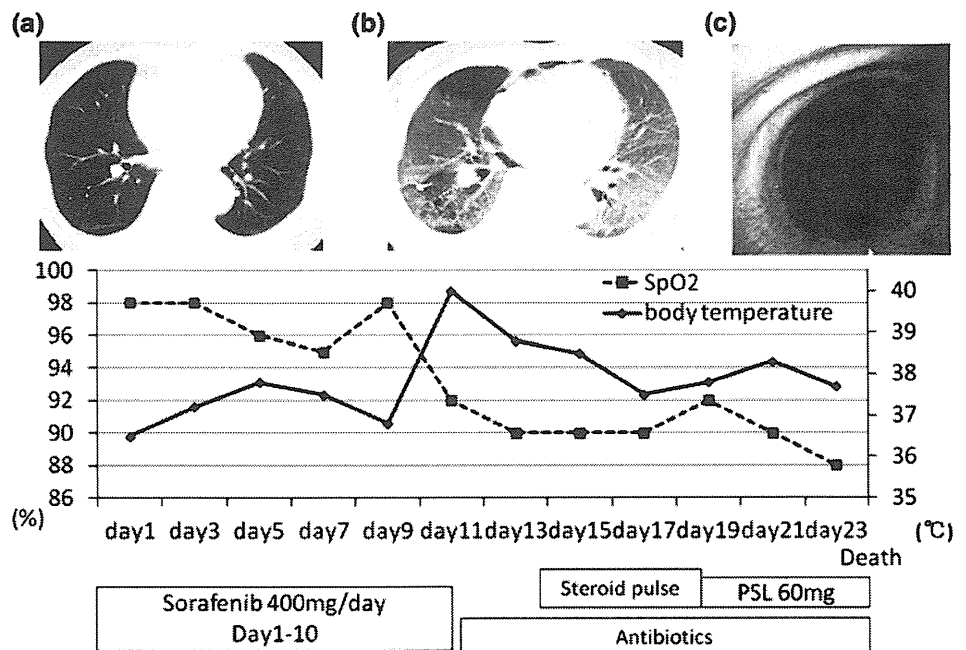 (a) (b) (c)
100 40
98
96 39
94 38
92
90 37
88 36
86 35
SpO2
body temperature
(%) day1 day3 day5 day7 day9 day11 day13 day15 day17 day19 day21 day23 (℃)
Death
Steroid pulse PSL 60mg
Sorafenib 400mg/day
Day1-10
Antibiotics